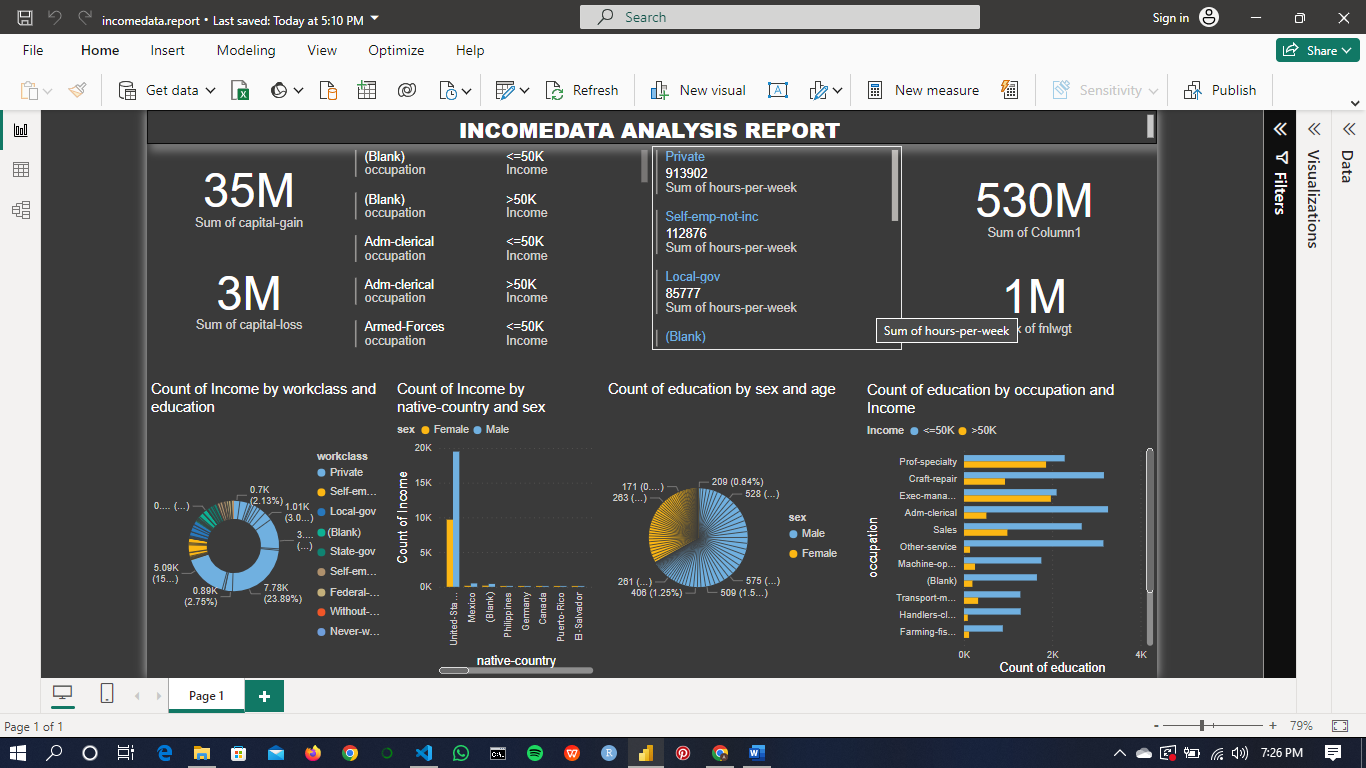 incomedata.report • Last saved: Today at 5:10 PM
Search
Sign in
File
Home
Insert
Modeling
View
Optimize
Help
Share
Get data
Refresh
New visual
New measure
Sensitivity
Publish
INCOMEDATA ANALYSIS REPORT
35M
Sum of capital-gain
3M
Sum of capital-loss
(Blank) <=50K
occupation Income
(Blank) >50K
occupation Income
Adm-clerical <=50K
occupation Income
Adm-clerical >50K
occupation Income
Armed-Forces <=50K
occupation Income
Private
913902
Sum of hours-per-week
Self-emp-not-inc
112876
Sum of hours-per-week
Local-gov
85777
Sum of hours-per-week
(Blank)
530M
Sum of Column1
1M
of fnlwgt
Sum of hours-per-week
Filters
Visualizations
Data
Count of Income by workclass and
education
workclass
Private
Self-em...
Local-gov
(Blank)
State-gov
Self-em...
Federal-...
Without-...
Never-w...
0.7K
(2.13%)
1.01K
(3.0...)
3....
(...)
7.78K
(23.89%)
0.89K
(2.75%)
5.09K
(15...)
0.... (...)
Count of Income by
native-country and sex
sex Female Male
Count of Income
20K
15K
10K
5K
0K
United-Sta...
Mexico
(Blank)
Philippines
Germany
Canada
Puerto-Rico
El-Salvador
native-country
Count of education by sex and age
209 (0.64%)
528 (...)
575 (...)
509 (1.5...)
406 (1.25%)
281 (...)
263 (...)
171 (0....)
sex
Male
Female
Count of education by occupation and
Income
Income <=50K >50K
occupation
Prof-specialty
Craft-repair
Exec-mana...
Adm-clerical
Sales
Other-service
Machine-op...
(Blank)
Transport-m...
Handlers-cl...
Farming-fis...
0K 2K 4K
Count of education
Page 1
Page 1 of 1
79%
7:26 PM